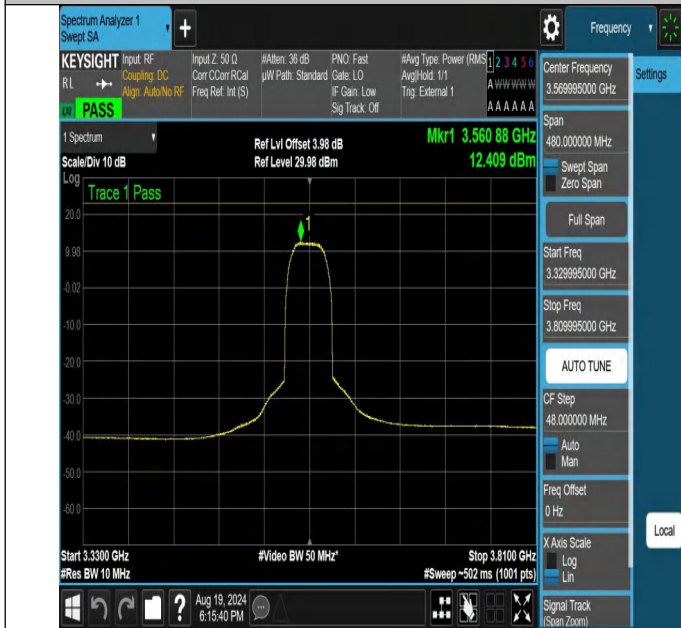 Spectrum Analyzer 1
Swept SA
Frequency
KEYSIGHT
RL
PASS
Input: RF
Coupling: DC
Align: Auto/No RF
Input Z: 50 Ω
Corr CCorr RCal
Freq Ref: Int (S)
#Atten: 36 dB
µW Path: Standard
PNO: Fast
Gate: LO
IF Gain: Low
Sig Track: Off
#Avg Type: Power (RMS
Avg|Hold: 1/1
Trig: External 1
1 2 3 4 5 6
A W W W W W
A A A A A A
1 Spectrum
Scale/Div 10 dB
Log
Ref Lvl Offset 3.98 dB
Ref Level 29.98 dBm
Mkr1 3.560 88 GHz
12.409 dBm
Trace 1 Pass
1
20.0
9.98
-0.02
-10.0
-20.0
-30.0
-40.0
-50.0
-60.0
Start 3.3300 GHz
#Res BW 10 MHz
#Video BW 50 MHz*
Stop 3.8100 GHz
#Sweep ~502 ms (1001 pts)
Aug 19, 2024
6:15:40 PM
Center Frequency
3.569995000 GHz
Settings
Span
480.000000 MHz
Swept Span
Zero Span
Full Span
Start Freq
3.329995000 GHz
Stop Freq
3.809995000 GHz
AUTO TUNE
CF Step
48.000000 MHz
Auto
Man
Freq Offset
0 Hz
X Axis Scale
Log
Lin
Local
Signal Track
(Span Zoom)